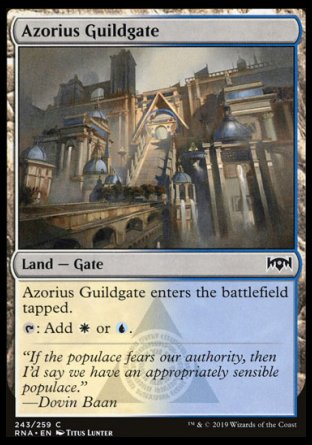 Azorius Guildgate
Land — Gate
Azorius Guildgate enters the battlefield
tapped.
: Add or .
"If the populace fears our authority, then
I'd say we have an appropriately sensible
populace."
—Dovin Baan
243/259 C
RNA • EN Titus Lunter
™ & © 2019 Wizards of the Coast